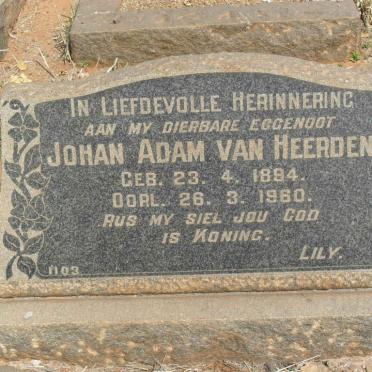 IN LIEFDEVOLLE HERINNERING
AAN MY DIERBARE EGGENOOT
JOHAN ADAM VAN HEERDEN
GEB. 23. 4. 1894.
OORL. 26. 3. 1960.
RUS MY SIEL JOU GOD
IS KONING.
LILY.
1103